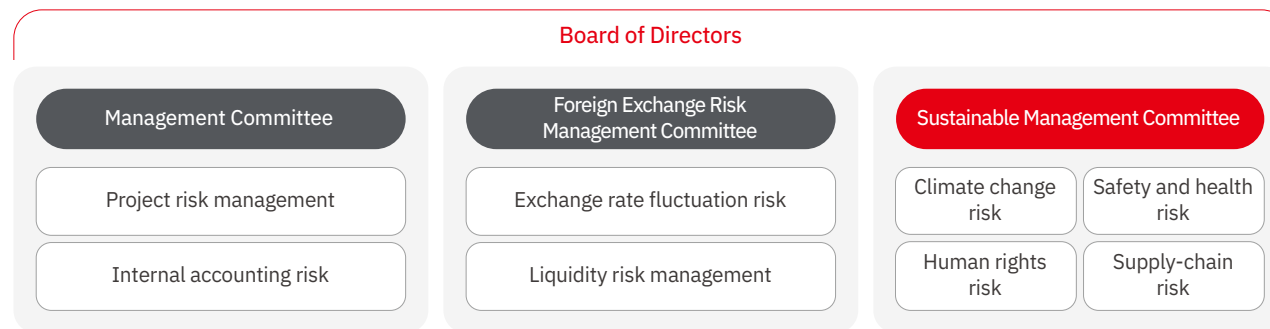 Board of Directors
Management Committee
Project risk management
Internal accounting risk
Foreign Exchange Risk
Management Committee
Exchange rate fluctuation risk
Liquidity risk management
Sustainable Management Committee
Climate change
risk
Safety and health
risk
Human rights
risk
Supply-chain
risk